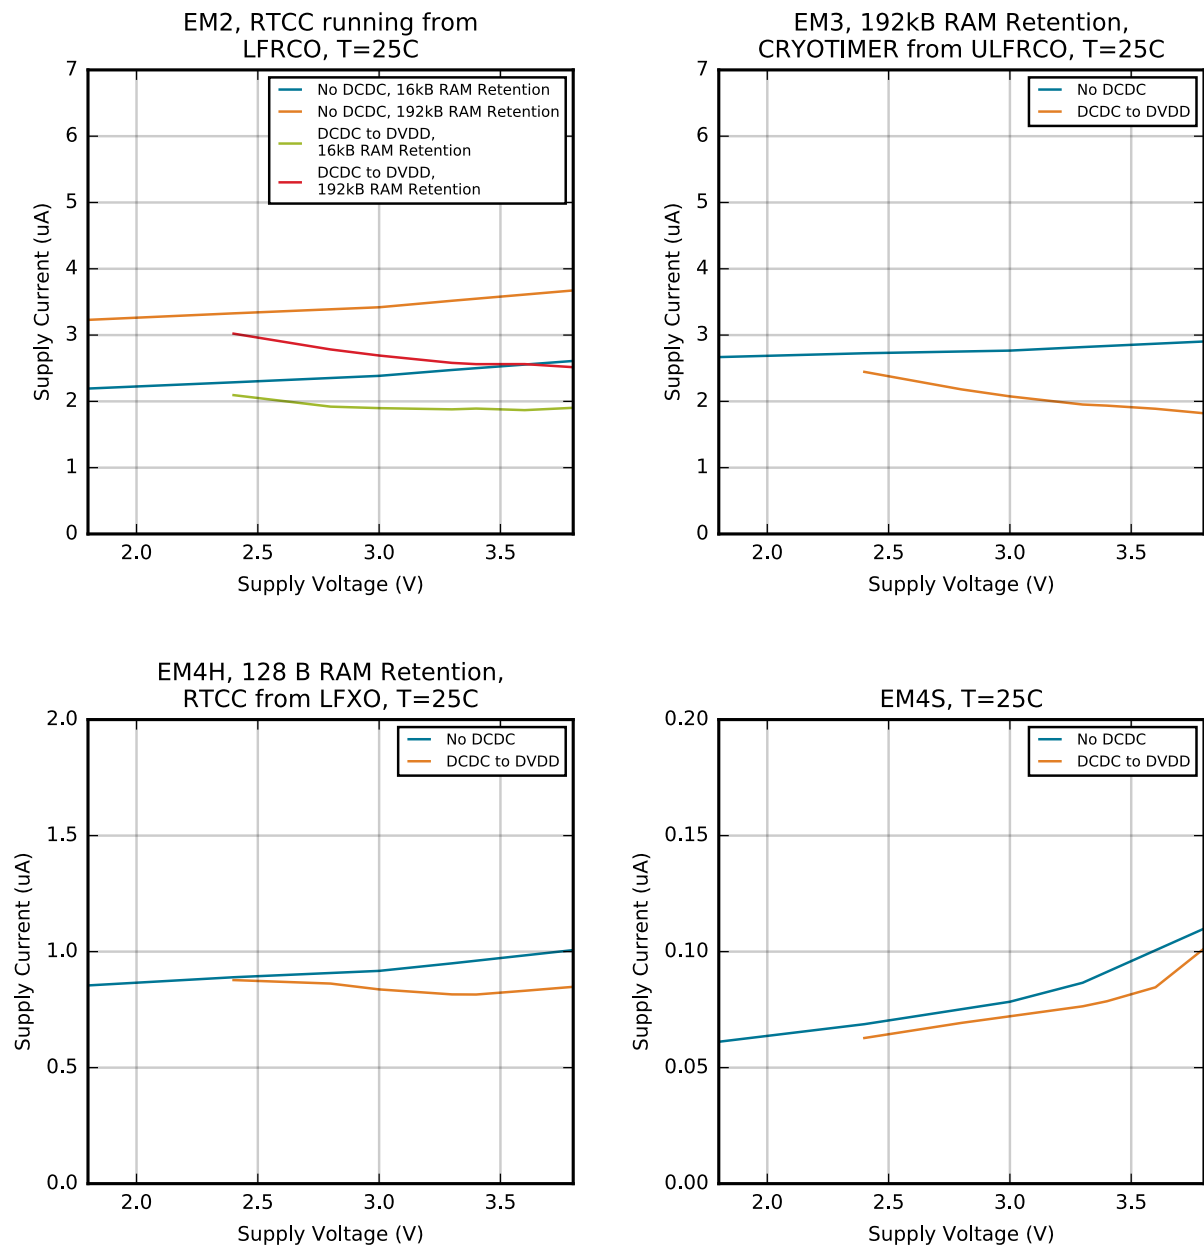 EM2, RTCC running from
LFRCO, T=25C
7
6
5
4
3
2
1
0
Supply Current (uA)
No DCDC, 16kB RAM Retention
No DCDC, 192kB RAM Retention
DCDC to DVDD,
16kB RAM Retention
DCDC to DVDD,
192kB RAM Retention
2.0 2.5 3.0 3.5
Supply Voltage (V)
EM3, 192kB RAM Retention,
CRYOTIMER from ULFRCO, T=25C
7
6
5
4
3
2
1
0
Supply Current (uA)
No DCDC
DCDC to DVDD
2.0 2.5 3.0 3.5
Supply Voltage (V)
EM4H, 128 B RAM Retention,
RTCC from LFXO, T=25C
2.0
1.5
1.0
0.5
0.0
Supply Current (uA)
No DCDC
DCDC to DVDD
2.0 2.5 3.0 3.5
Supply Voltage (V)
EM4S, T=25C
0.20
0.15
0.10
0.05
0.00
Supply Current (uA)
No DCDC
DCDC to DVDD
2.0 2.5 3.0 3.5
Supply Voltage (V)